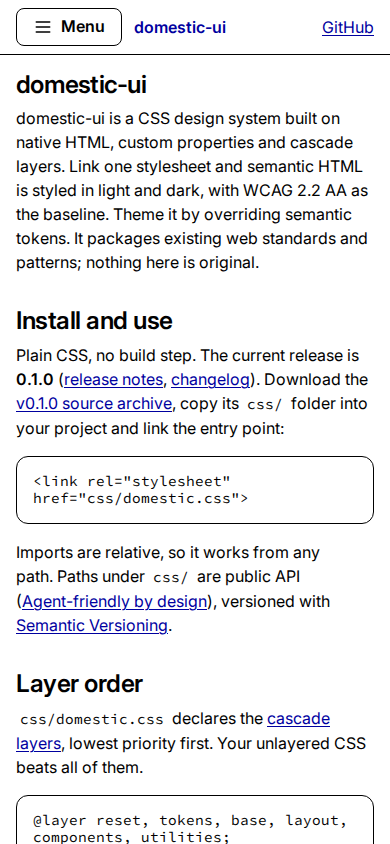 Menu domestic-ui GitHub
domestic-ui
domestic-ui is a CSS design system built on
native HTML, custom properties and cascade
layers. Link one stylesheet and semantic HTML
is styled in light and dark, with WCAG 2.2 AA as
the baseline. Theme it by overriding semantic
tokens. It packages existing web standards and
patterns; nothing here is original.
Install and use
Plain CSS, no build step. The current release is
0.1.0 (release notes, changelog). Download the
v0.1.0 source archive, copy its css/ folder into
your project and link the entry point:
<link rel="stylesheet"
href="css/domestic.css">
Imports are relative, so it works from any
path. Paths under css/ are public API
(Agent-friendly by design), versioned with
Semantic Versioning.
Layer order
css/domestic.css declares the cascade
layers, lowest priority first. Your unlayered CSS
beats all of them.
@layer reset, tokens, base, layout,
components, utilities;